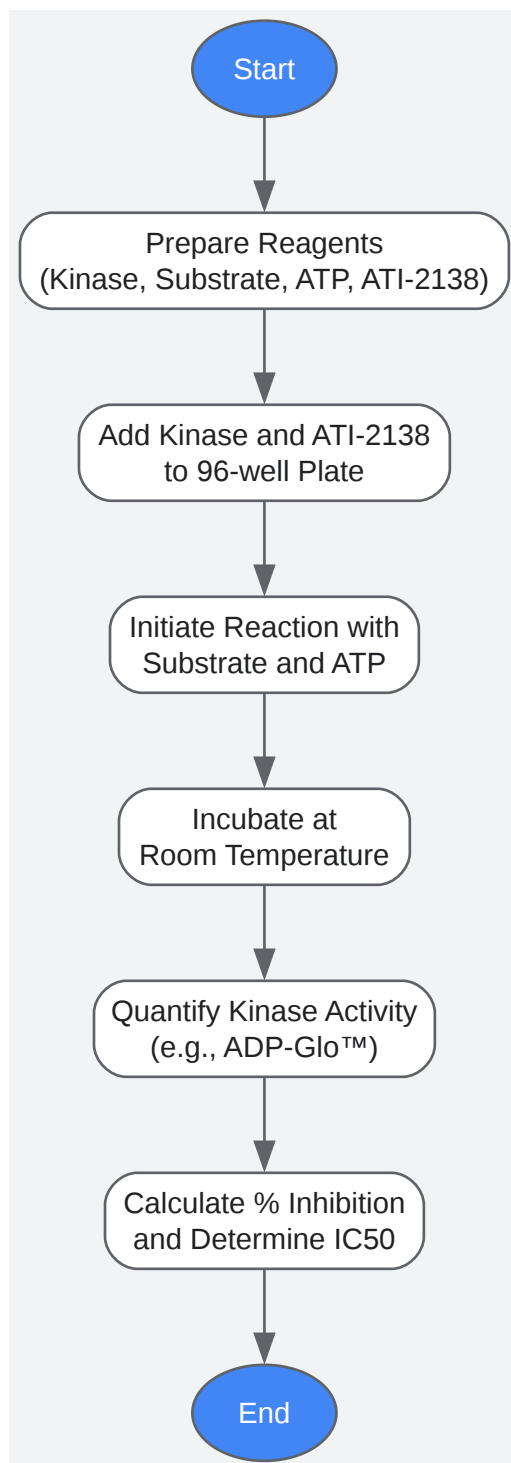 Start
Prepare Reagents
(Kinase, Substrate, ATP, ATI-2138)
Add Kinase and ATI-2138
to 96-well Plate
Initiate Reaction with
Substrate and ATP
Incubate at
Room Temperature
Quantify Kinase Activity
(e.g., ADP-Glo™)
Calculate % Inhibition
and Determine IC50
End